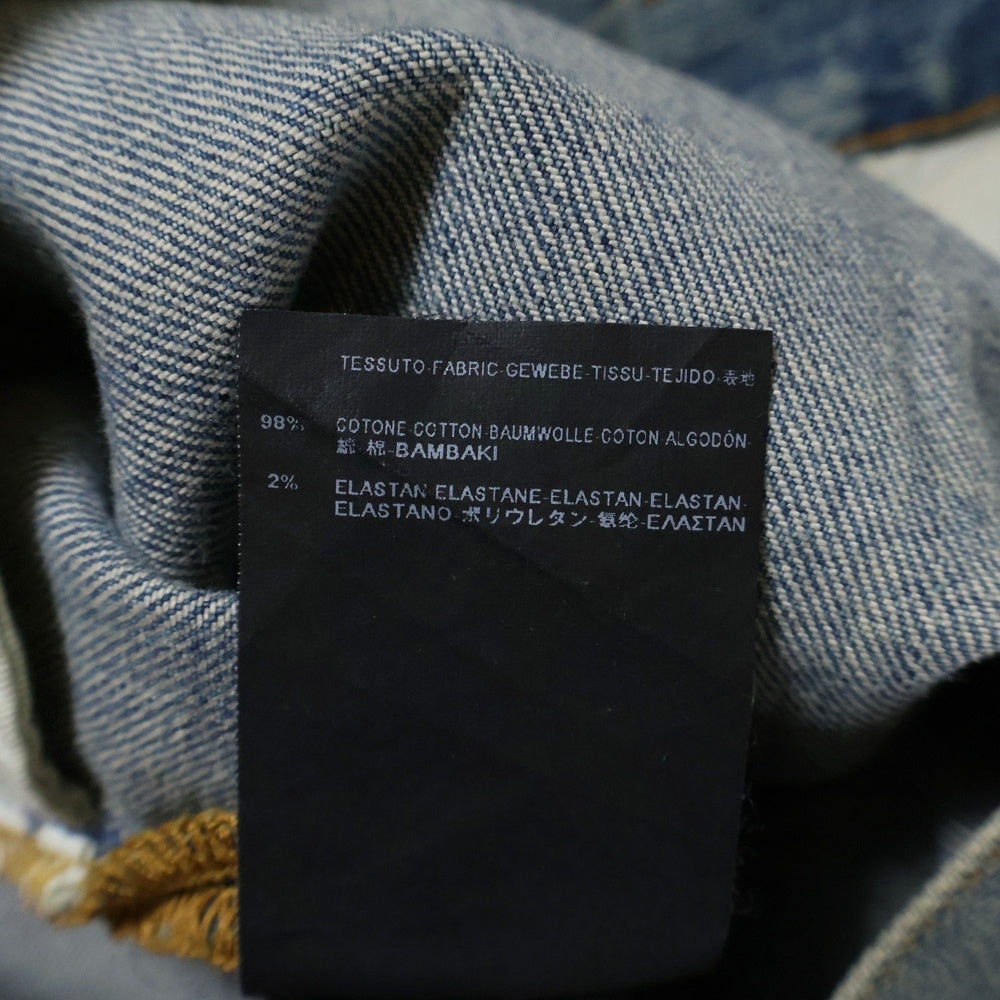 TESSUTO-FABRIC-GEWEBE-TISSU-TEJIDO-表地
98% COTONE-COTTON-BAUMWOLLE-COTON-ALGODÓN-
綿-棉-BAMBAKI
2% ELASTAN ELASTANE-ELASTAN-ELASTAN-
ELASTANO-ポリウレタン-氨纶-ΕΛΑΣΤΑΝ